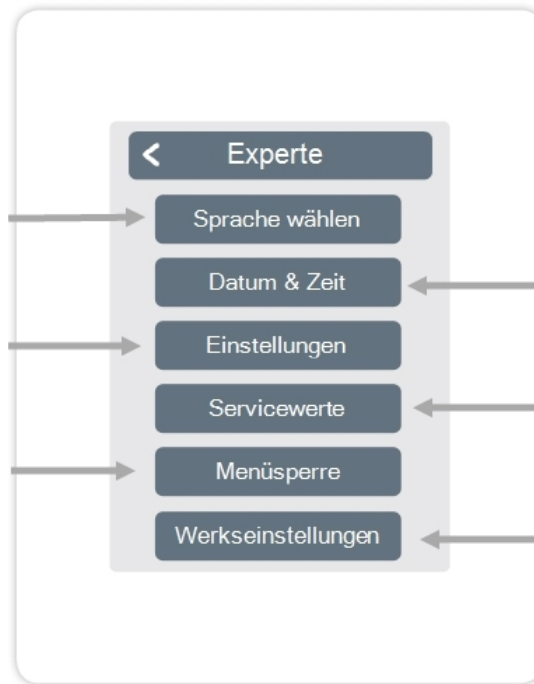 Experte
Sprache wählen
Datum & Zeit
Einstellungen
Servicewerte
Menüsperre
Werkseinstellungen